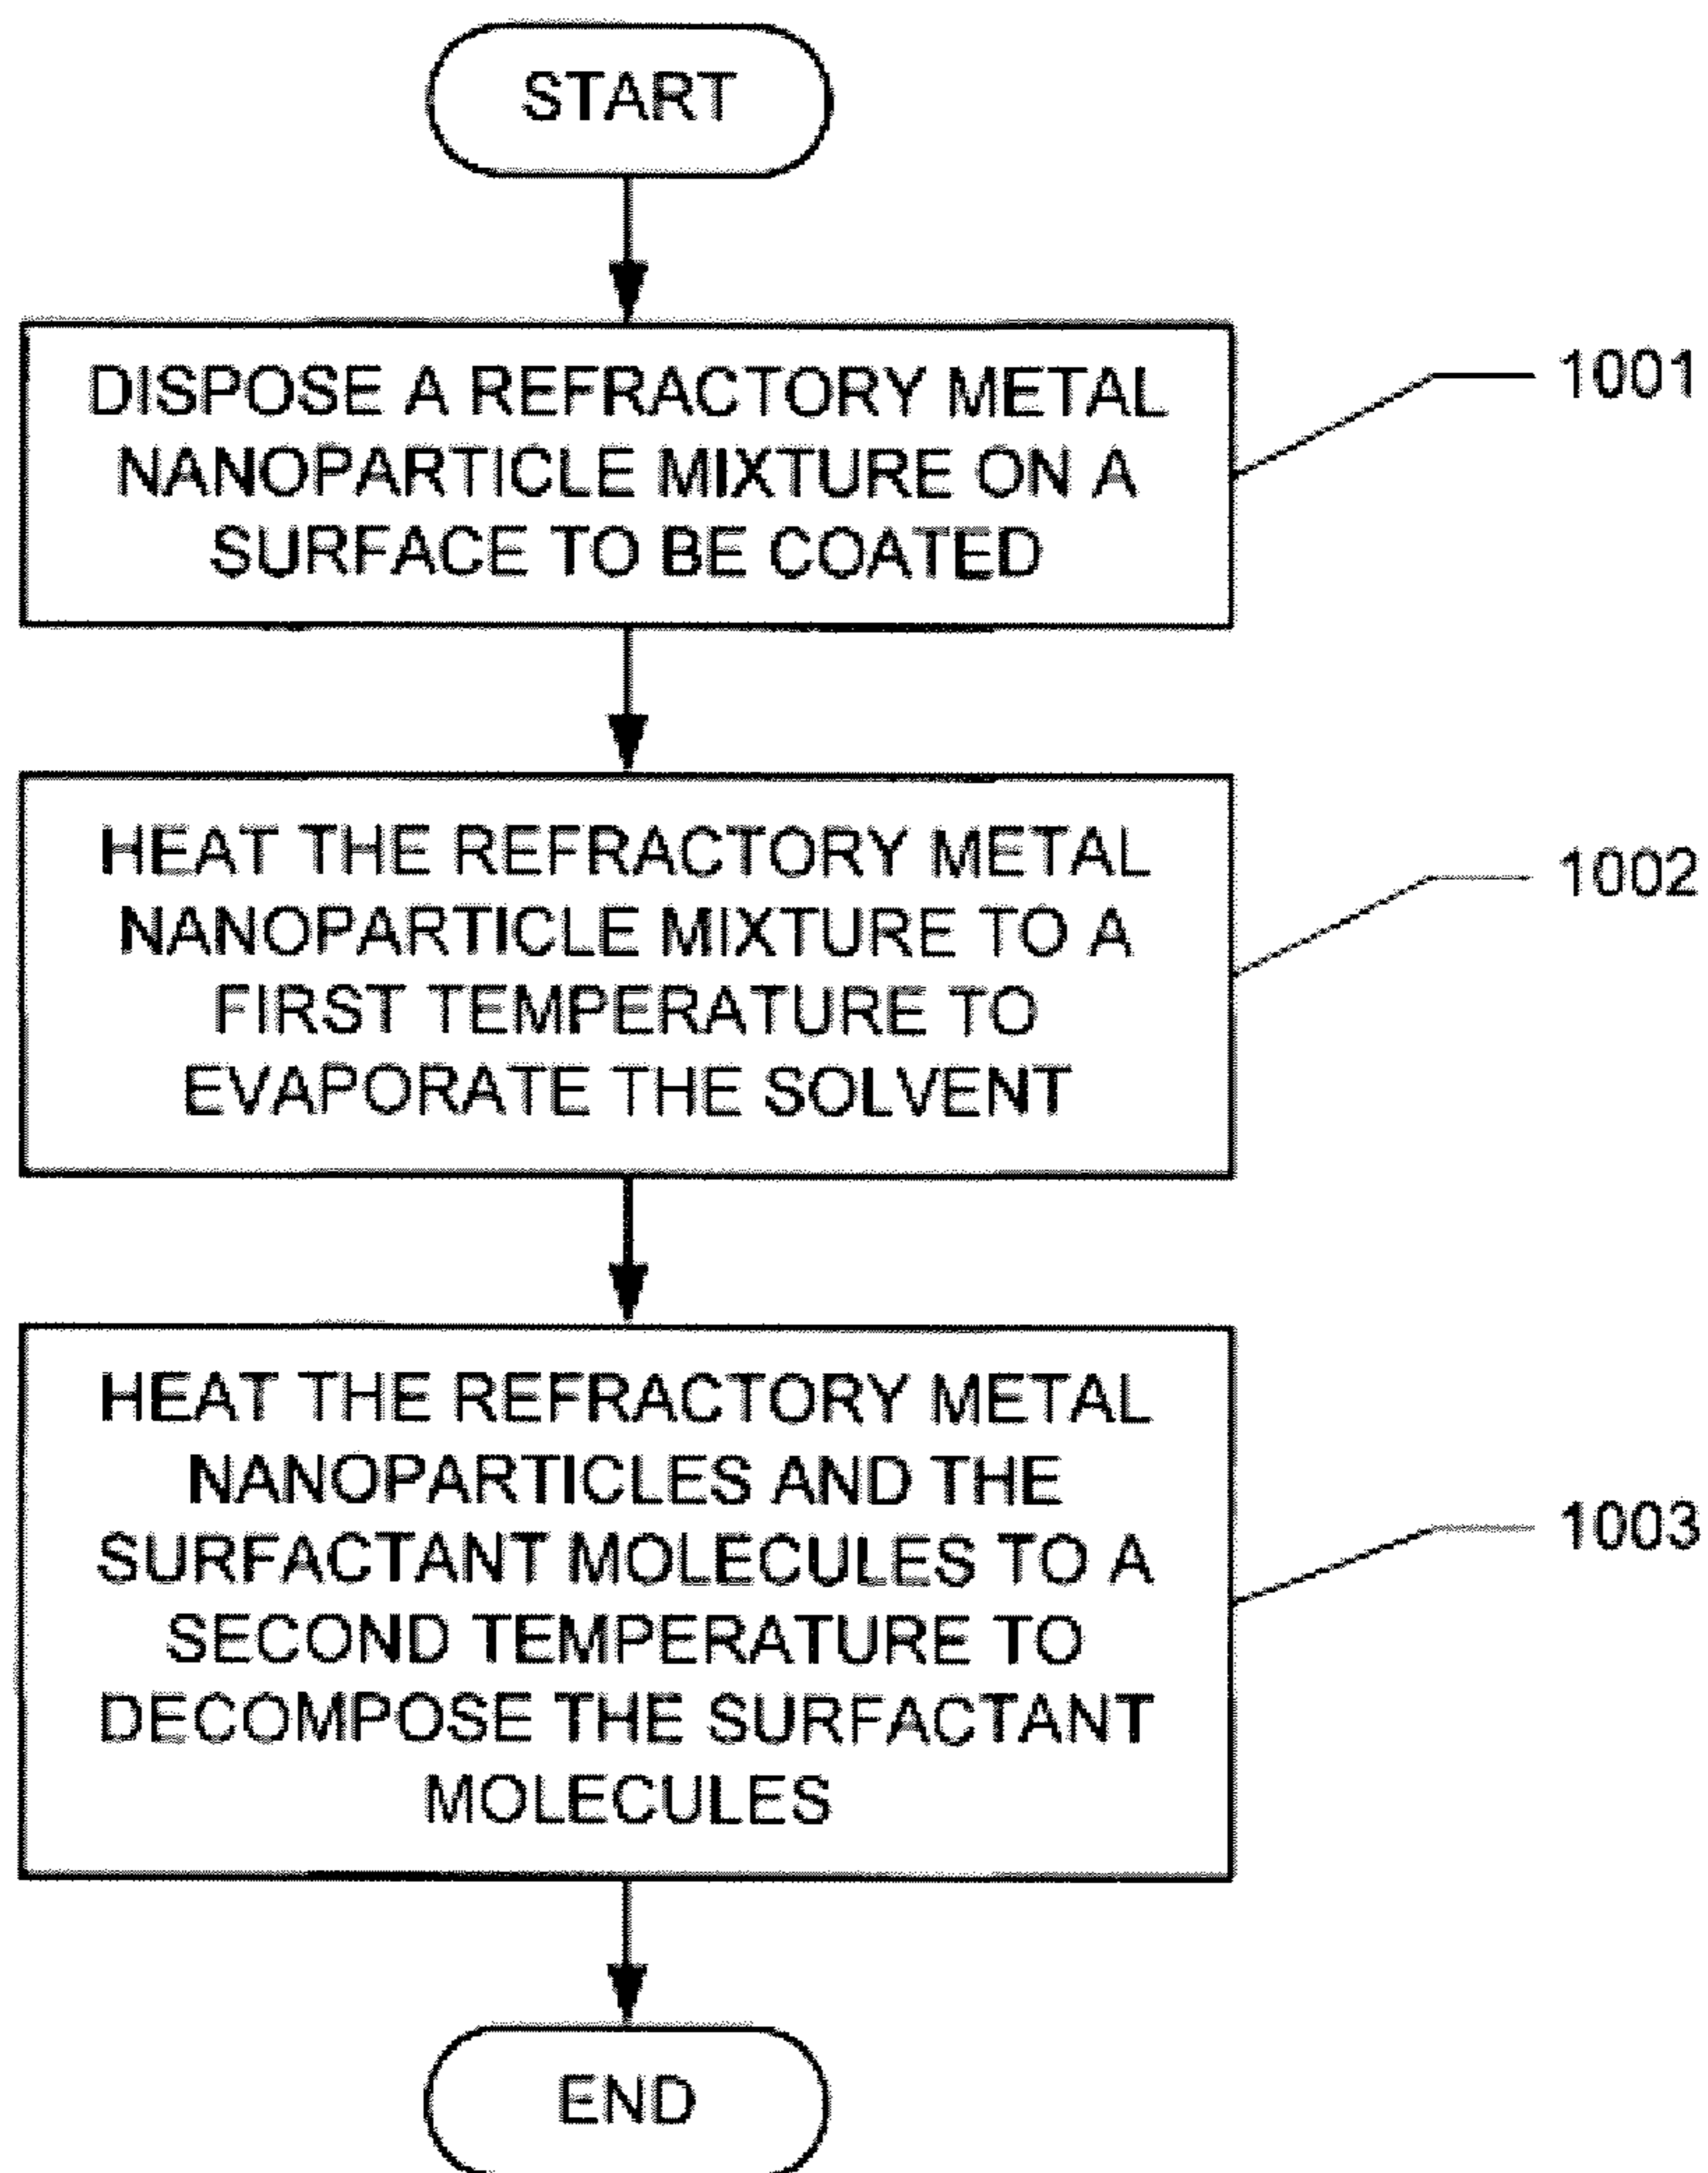 START
DISPOSE A REFRACTORY METAL
NANOPARTICLE MIXTURE ON A
SURFACE TO BE COATED
1001
HEAT THE REFRACTORY METAL
NANOPARTICLE MIXTURE TO A
FIRST TEMPERATURE TO
EVAPORATE THE SOLVENT
1002
HEAT THE REFRACTORY METAL
NANOPARTICLES AND THE
SURFACTANT MOLECULES TO A
SECOND TEMPERATURE TO
DECOMPOSE THE SURFACTANT
MOLECULES
1003
END